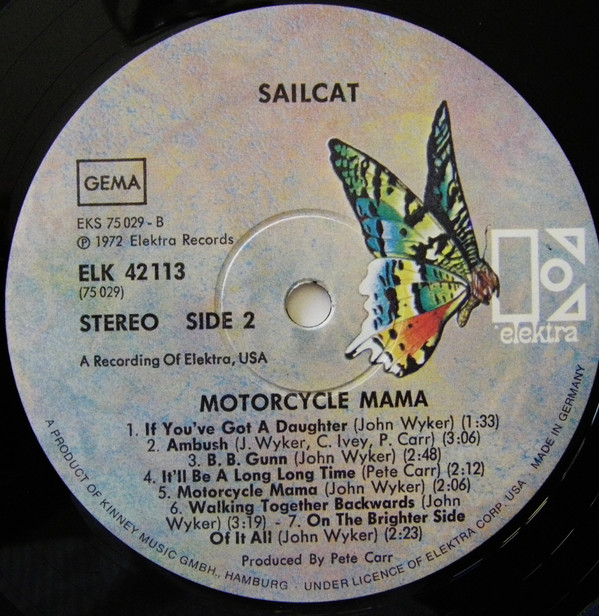 SAILCAT
GEMA
EKS 75 029 - B
Ⓟ 1972 Elektra Records
ELK 42 113
(75 029)
STEREO SIDE 2
A Recording Of Elektra, USA
elektra
MOTORCYCLE MAMA
1. If You've Got A Daughter (John Wyker) (1:33)
2. Ambush (J. Wyker, C. Ivey, P. Carr) (3:06)
3. B. B. Gunn (John Wyker) (2:48)
4. It'll Be A Long Long Time (Pete Carr) (2:12)
5. Motorcycle Mama (John Wyker) (2:06)
6. Walking Together Backwards (John
Wyker) (3:19) - 7. On The Brighter Side
Of It All (John Wyker) (2:23)
Produced By Pete Carr
A PRODUCT OF KINNEY MUSIC GMBH., HAMBURG · UNDER LICENCE OF ELEKTRA CORP. USA · MADE IN GERMANY